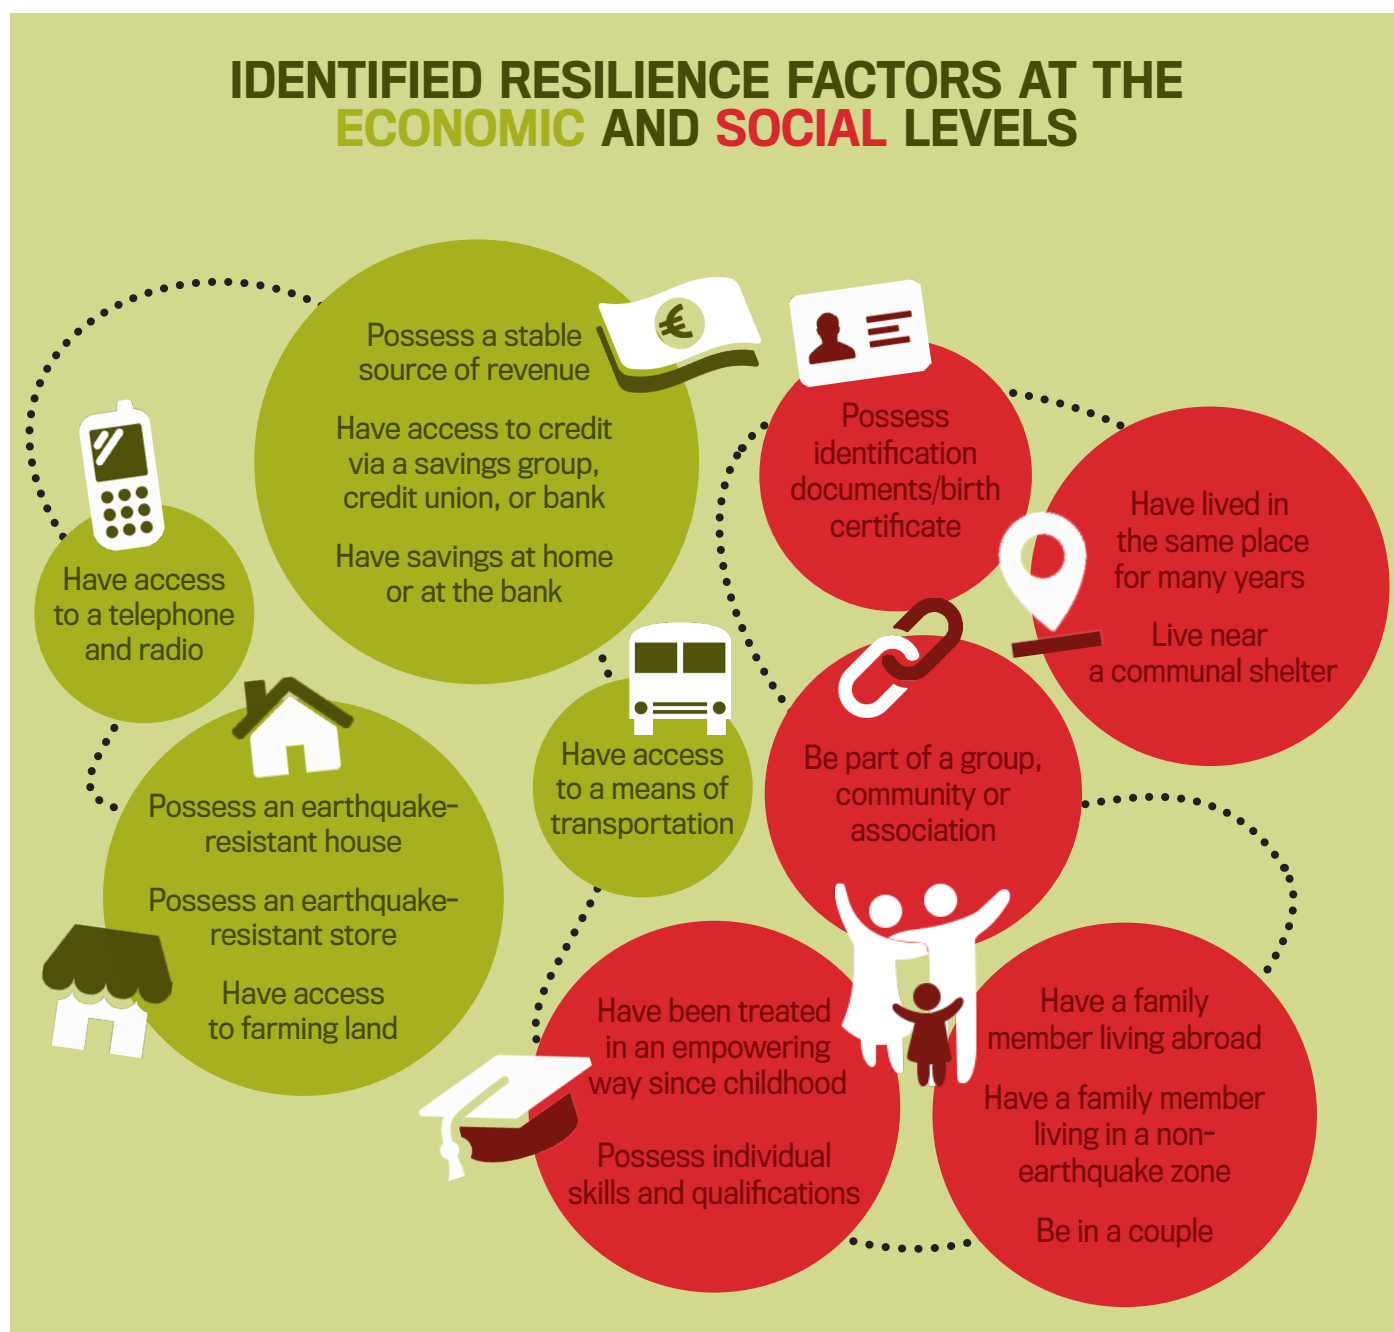 IDENTIFIED RESILIENCE FACTORS AT THE
ECONOMIC AND SOCIAL LEVELS
Possess a stable
source of revenue
Have access to credit
via a savings group,
credit union, or bank
Have savings at home
or at the bank
€
Have access
to a telephone
and radio
Possess an earthquake-
resistant house
Possess an earthquake-
resistant store
Have access
to farming land
Have access
to a means of
transportation
Possess
identification
documents/birth
certificate
Have lived in
the same place
for many years
Live near
a communal shelter
Be part of a group,
community or
association
Have been treated
in an empowering
way since childhood
Possess individual
skills and qualifications
Have a family
member living abroad
Have a family member
living in a non-
earthquake zone
Be in a couple